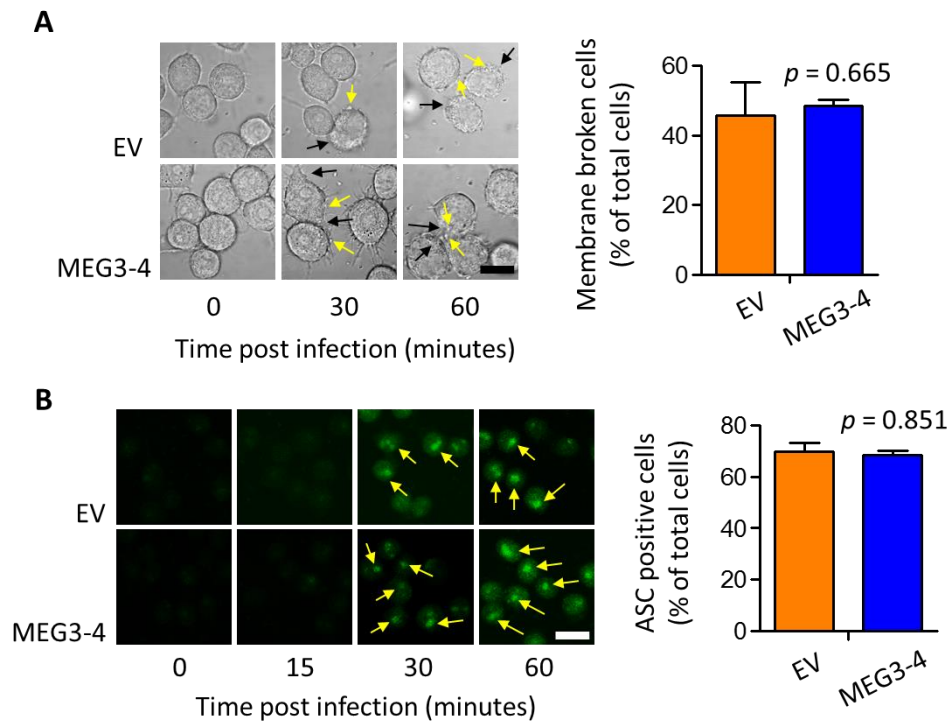 A
EV
MEG3-4
0 30 60
Time post infection (minutes)
Membrane broken cells
(% of total cells)
60
40
20
0
p = 0.665
EV
MEG3-4
B
EV
MEG3-4
0 15 30 60
Time post infection (minutes)
ASC positive cells
(% of total cells)
80
60
40
20
0
p = 0.851
EV
MEG3-4